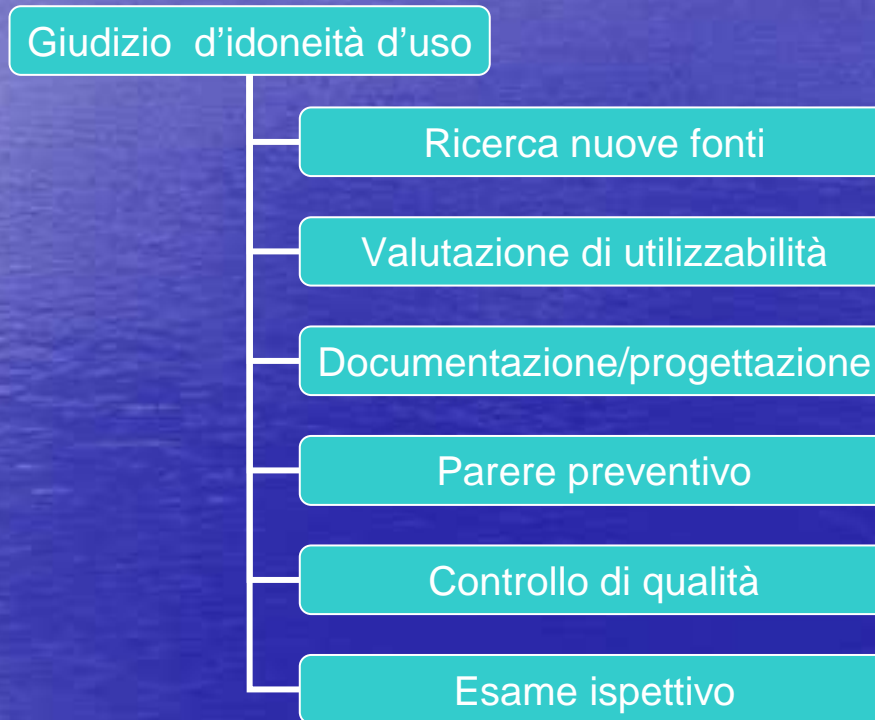 Giudizio d'idoneità d'uso
Ricerca nuove fonti
Valutazione di utilizzabilità
Documentazione/progettazione
Parere preventivo
Controllo di qualità
Esame ispettivo